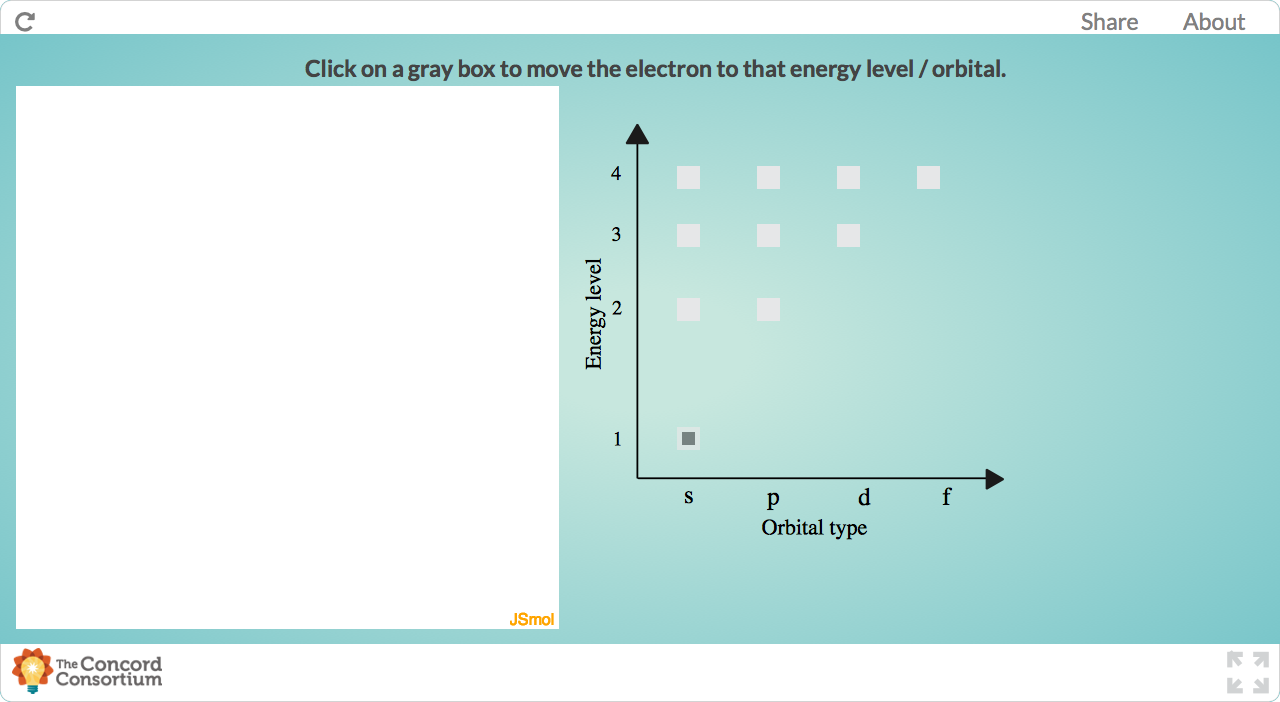 Share About
Click on a gray box to move the electron to that energy level / orbital.
4
3
2
1
Energy level
s p d f
Orbital type
JSmol
The Concord
Consortium